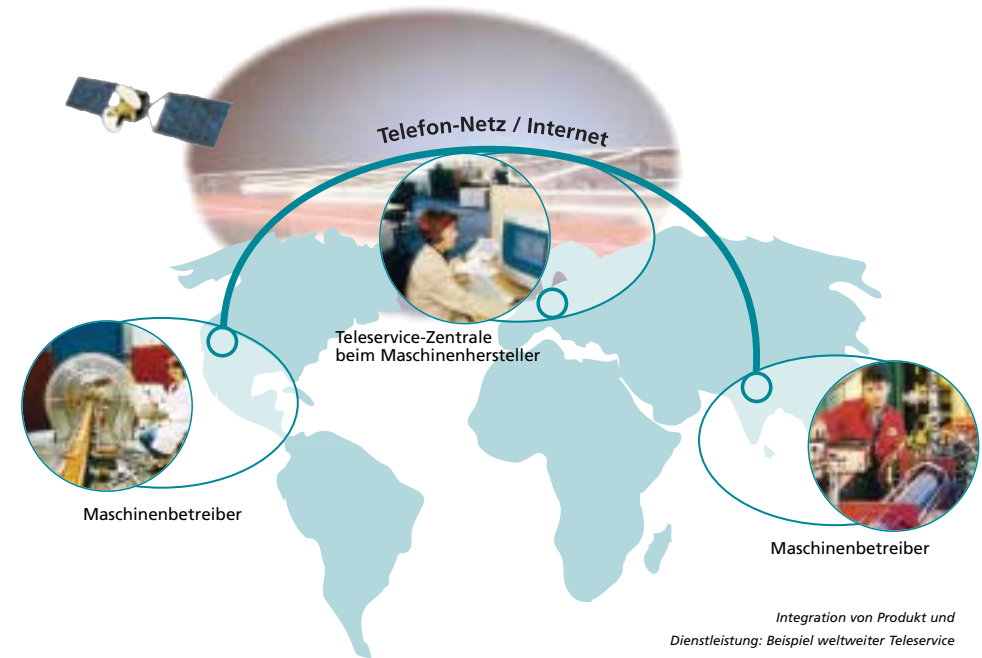 Telefon-Netz / Internet
Teleservice-Zentrale
beim Maschinenhersteller
Maschinenbetreiber
Maschinenbetreiber
Integration von Produkt und
Dienstleistung: Beispiel weltweiter Teleservice